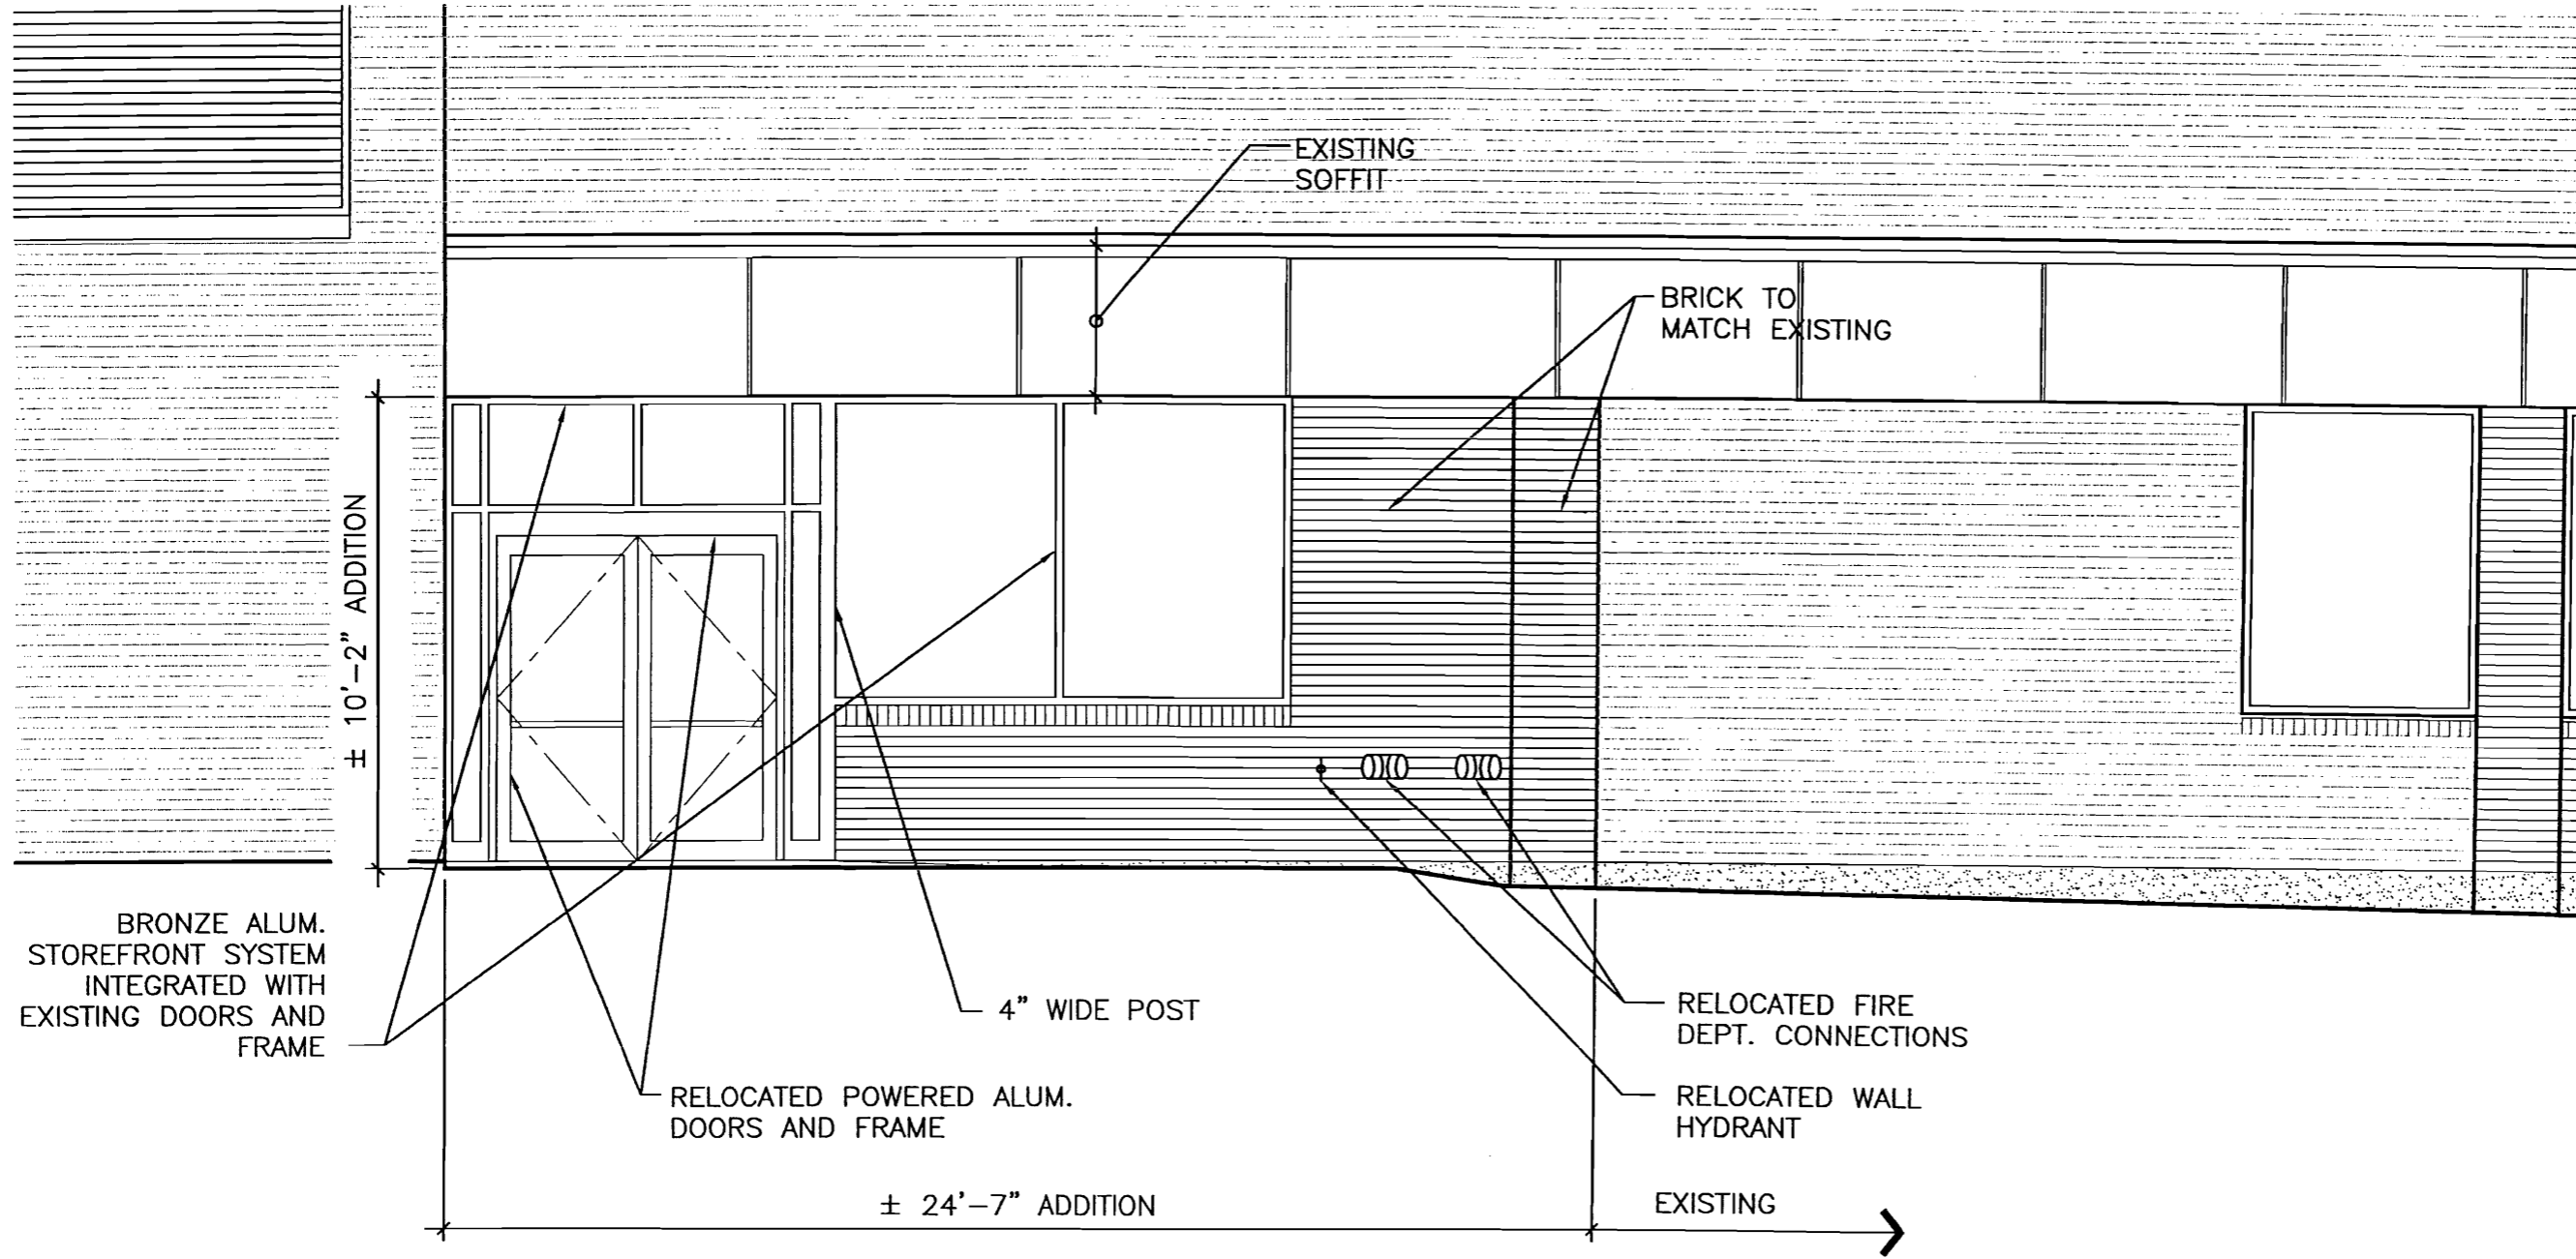 EXISTING
SOFFIT
BRICK TO
MATCH EXISTING
± 10'-2" ADDITION
BRONZE ALUM.
STOREFRONT SYSTEM
INTEGRATED WITH
EXISTING DOORS AND
FRAME
4" WIDE POST
RELOCATED FIRE
DEPT. CONNECTIONS
RELOCATED POWERED ALUM.
DOORS AND FRAME
RELOCATED WALL
HYDRANT
± 24'-7" ADDITION
EXISTING